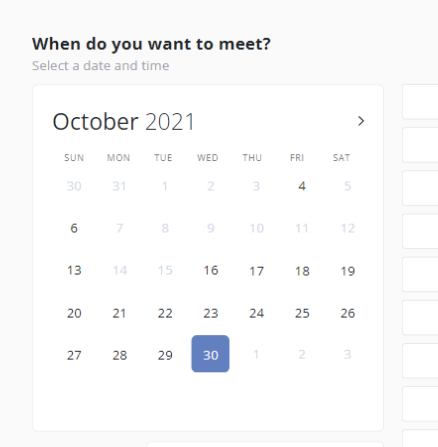 When do you want to meet?
Select a date and time
October 2021
SUN MON TUE WED THU FRI SAT
30 31 1 2 3 4 5
6 7 8 9 10 11 12
13 14 15 16 17 18 19
20 21 22 23 24 25 26
27 28 29 30 1 2 3